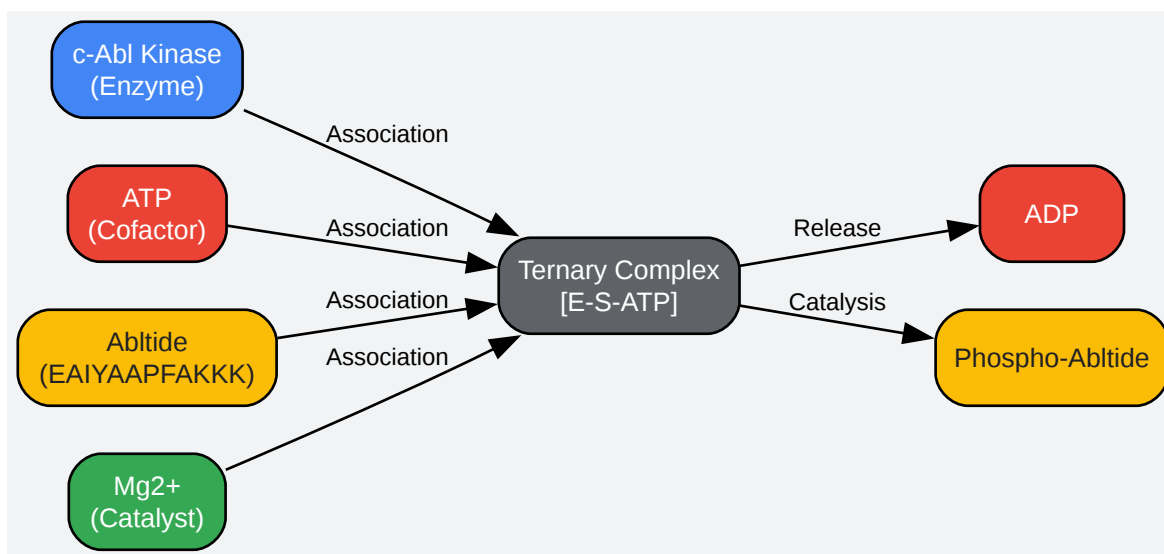 c-Abl Kinase
(Enzyme)
Association
ATP
(Cofactor)
Association
Abltide
(EAIYAAPFAKKK)
Association
Mg2+
(Catalyst)
Association
Ternary Complex
[E-S-ATP]
Release
ADP
Catalysis
Phospho-Abltide